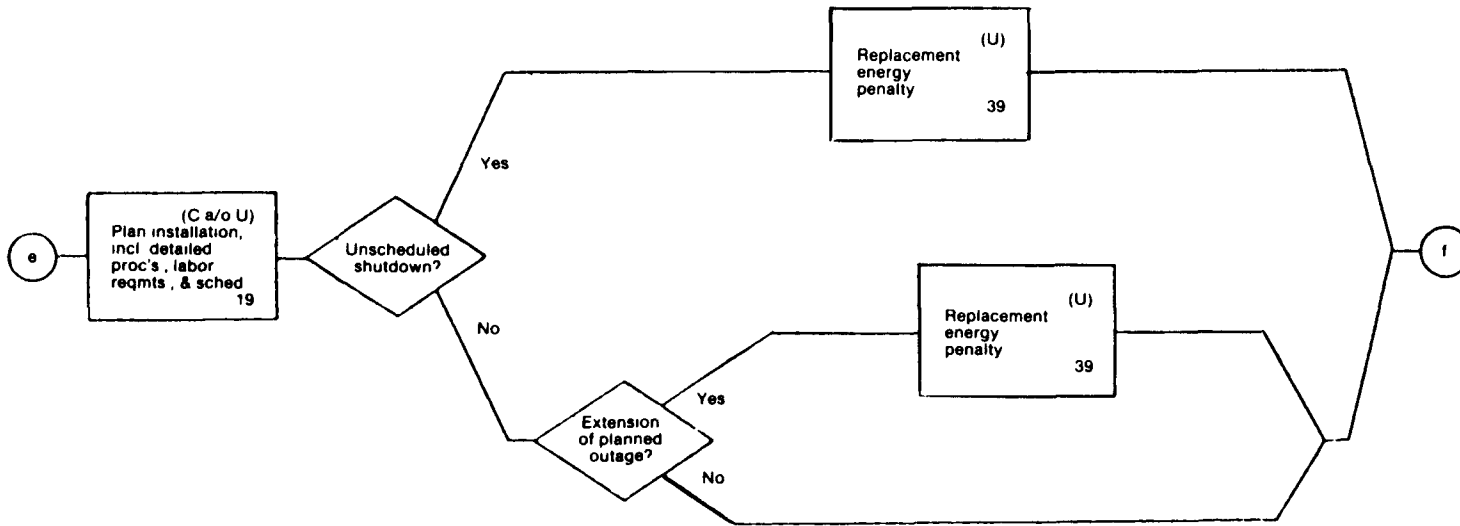 (U)
Replacement
energy
penalty
39
Yes
(C a/o U)
Plan installation,
incl detailed
proc's, labor
reqmts, & sched
19
e
Unscheduled
shutdown?
f
No
(U)
Replacement
energy
penalty
39
Yes
Extension
of planned
outage?
No